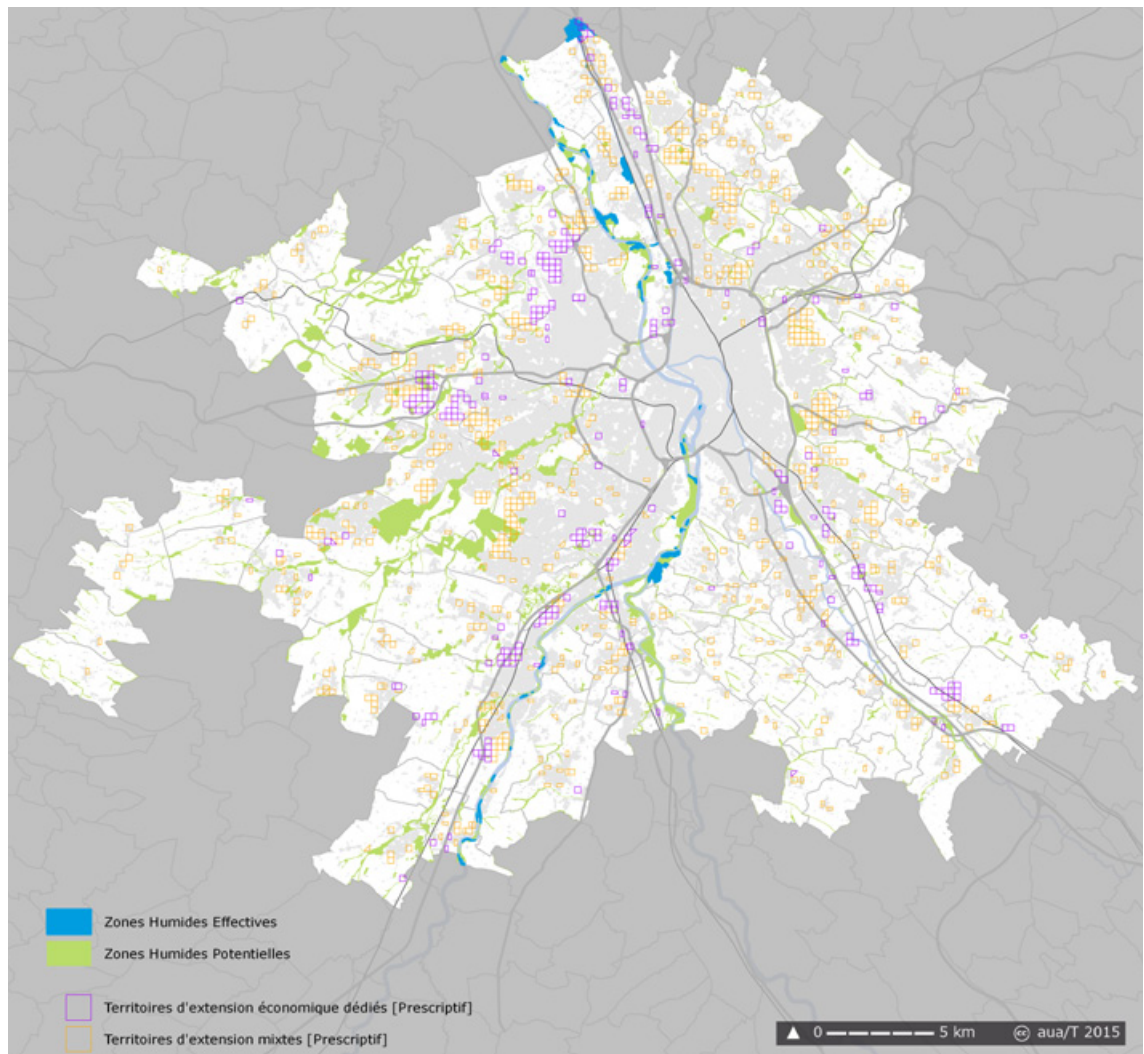 Zones Humides Effectives
Zones Humides Potentielles
Territoires d'extension économique dédiés [Prescriptif]
Territoires d'extension mixtes [Prescriptif]
0 5 km cc aua/T 2015